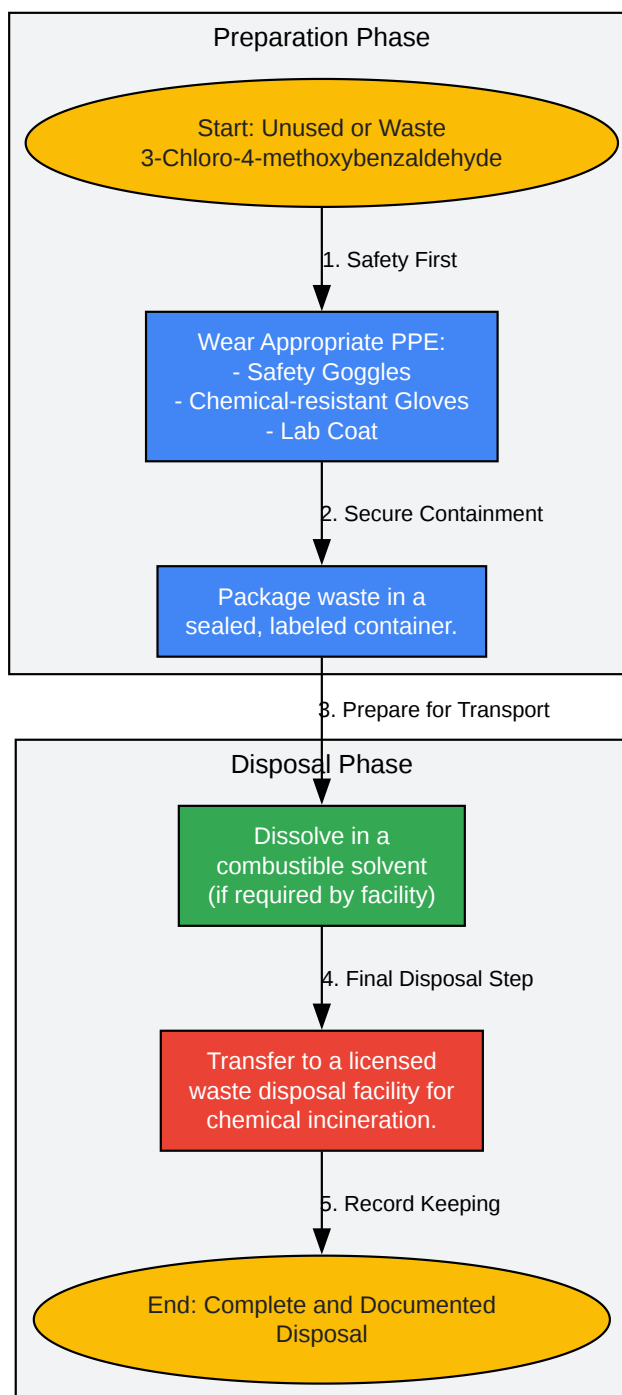 Preparation Phase
Start: Unused or Waste
3-Chloro-4-methoxybenzaldehyde
1. Safety First
Wear Appropriate PPE:
- Safety Goggles
- Chemical-resistant Gloves
- Lab Coat
2. Secure Containment
Package waste in a
sealed, labeled container.
3. Prepare for Transport
Disposal Phase
Dissolve in a
combustible solvent
(if required by facility)
4. Final Disposal Step
Transfer to a licensed
waste disposal facility for
chemical incineration.
5. Record Keeping
End: Complete and Documented
Disposal